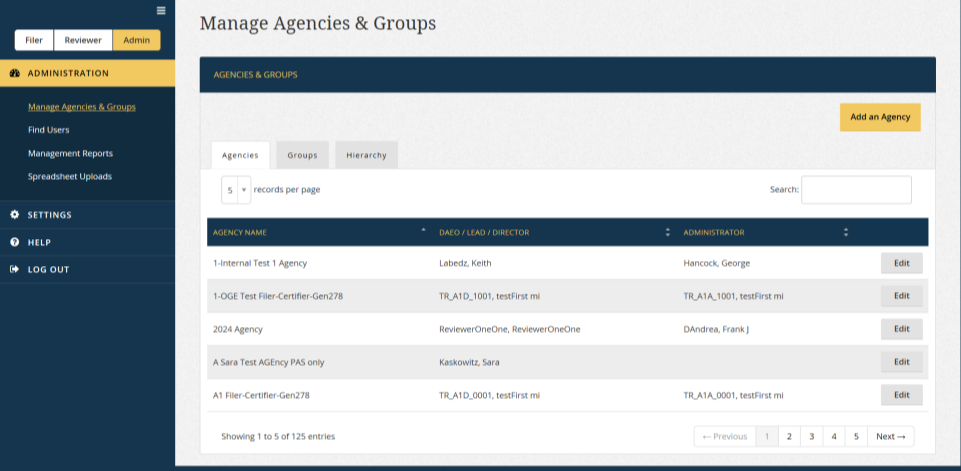 Manage Agencies & Groups
Filer Reviewer Admin
ADMINISTRATION
Manage Agencies & Groups
Find Users
Management Reports
Spreadsheet Uploads
SETTINGS
HELP
LOG OUT
AGENCIES & GROUPS
Add an Agency
Agencies Groups Hierarchy
5 records per page Search:
AGENCY NAME DAEO / LEAD / DIRECTOR ADMINISTRATOR
1-Internal Test 1 Agency Labedz, Keith Hancock, George Edit
1-OGE Test Filer-Certifier-Gen278 TR_A1D_1001, testFirst mi TR_A1A_1001, testFirst mi Edit
2024 Agency ReviewerOneOne, ReviewerOneOne DAndrea, Frank J Edit
A Sara Test AGEncy PAS only Kaskowitz, Sara Edit
A1 Filer-Certifier-Gen278 TR_A1D_0001, testFirst mi TR_A1A_0001, testFirst mi Edit
Showing 1 to 5 of 125 entries ← Previous 1 2 3 4 5 Next →